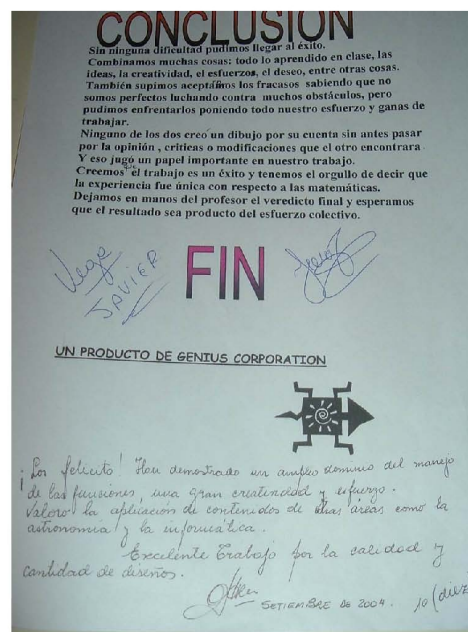 CONCLUSIÓN
Sin ninguna dificultad pudimos llegar al éxito.
Combinamos muchas cosas: todo lo aprendido en clase, las
ideas, la creatividad, el esfuerzos, el deseo, entre otras cosas.
También supimos aceptamos los fracasos sabiendo que no
somos perfectos luchando contra muchos obstáculos, pero
pudimos enfrentarlos poniendo todo nuestro esfuerzo y ganas de
trabajar.
Ninguno de los dos creo un dibujo por su cuenta sin antes pasar
por la opinión , criticas o modificaciones que el otro encontrara
Y eso jugó un papel importante en nuestro trabajo.
Creemos que el trabajo es un éxito y tenemos el orgullo de decir que
la experiencia fue única con respecto a las matemáticas.
Dejamos en manos del profesor el veredicto final y esperamos
que el resultado sea producto del esfuerzo colectivo.
Vega
JAVIER
FIN
UN PRODUCTO DE GENIUS CORPORATION
¡Los felicito! Han demostrado un amplio dominio del manejo
de las funciones, una gran creatividad y esfuerzo.
Valoro la aplicación de contenidos de otras areas como la
astronomía y la informática.
Excelente Trabajo por la calidad y
cantidad de diseños.
SETIEMBRE DE 2004.
10 (diez